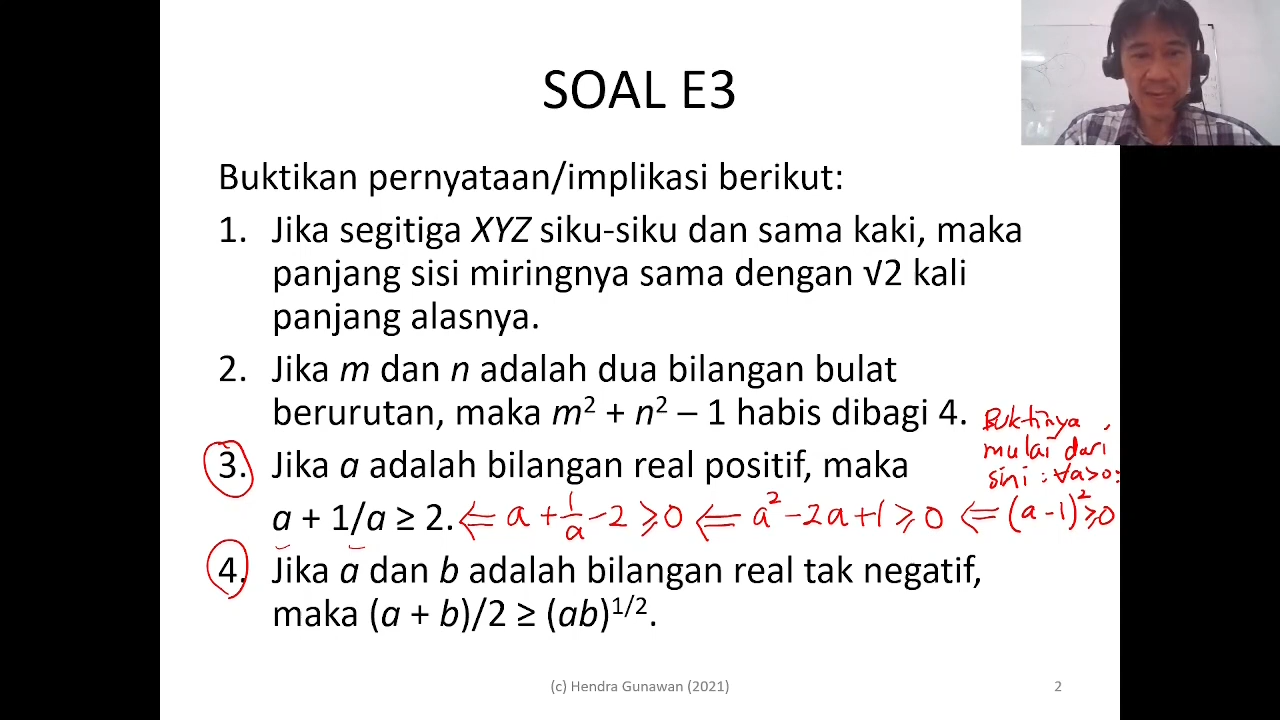 SOAL E3
Buktikan pernyataan/implikasi berikut:
1. Jika segitiga XYZ siku-siku dan sama kaki, maka
panjang sisi miringnya sama dengan √2 kali
panjang alasnya.
2. Jika m dan n adalah dua bilangan bulat
berurutan, maka m² + n² – 1 habis dibagi 4.
Buktinya
mulai dari
sini : ∀a>0:
3. Jika a adalah bilangan real positif, maka
a + 1/a ≥ 2. ⇐ a + 1/a - 2 ≥ 0 ⇐ a² - 2a + 1 ≥ 0 ⇐ (a - 1)² ≥ 0
4. Jika a dan b adalah bilangan real tak negatif,
maka (a + b)/2 ≥ (ab)^1/2.
(c) Hendra Gunawan (2021)
2